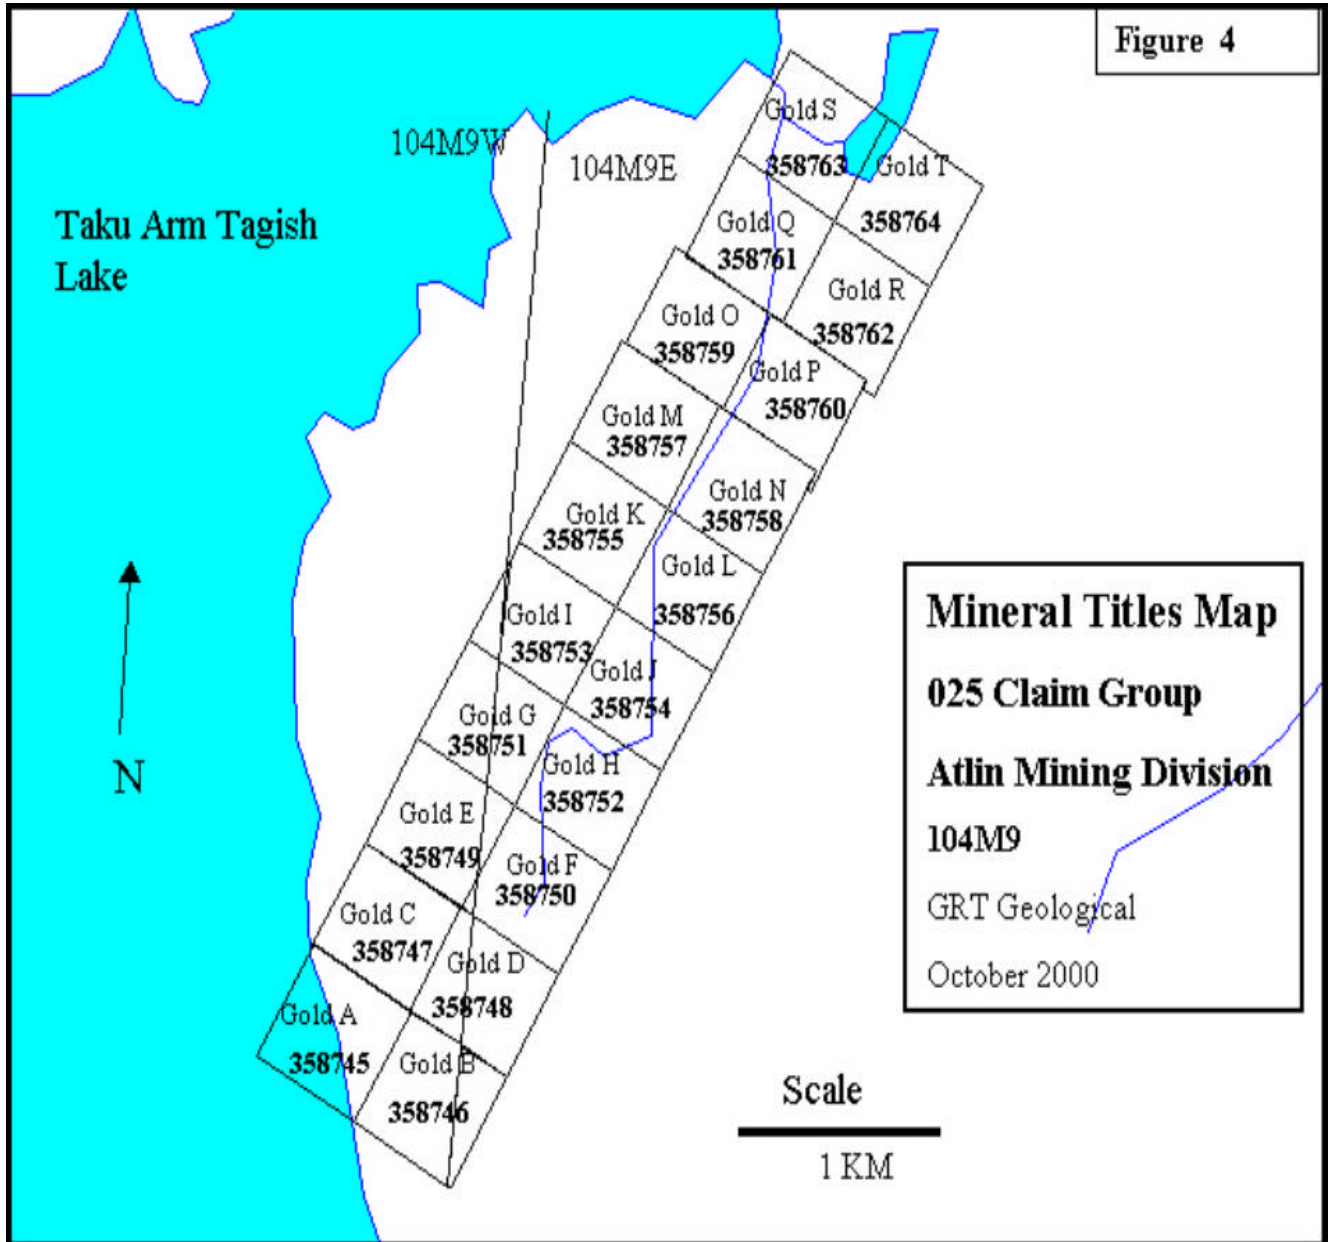 Figure 4
104M9W
104M9E
Taku Arm Tagish
Lake
Gold S
358763
Gold T
358764
Gold Q
358761
Gold R
358762
Gold O
358759
Gold P
358760
Gold M
358757
Gold N
358758
Gold K
358755
Gold L
358756
Gold I
358753
Gold J
358754
Gold G
358751
Gold H
358752
Gold E
358749
Gold F
358750
Gold C
358747
Gold D
358748
Gold A
358745
Gold B
358746
N
Mineral Titles Map
025 Claim Group
Atlin Mining Division
104M9
GRT Geological
October 2000
Scale
1 KM